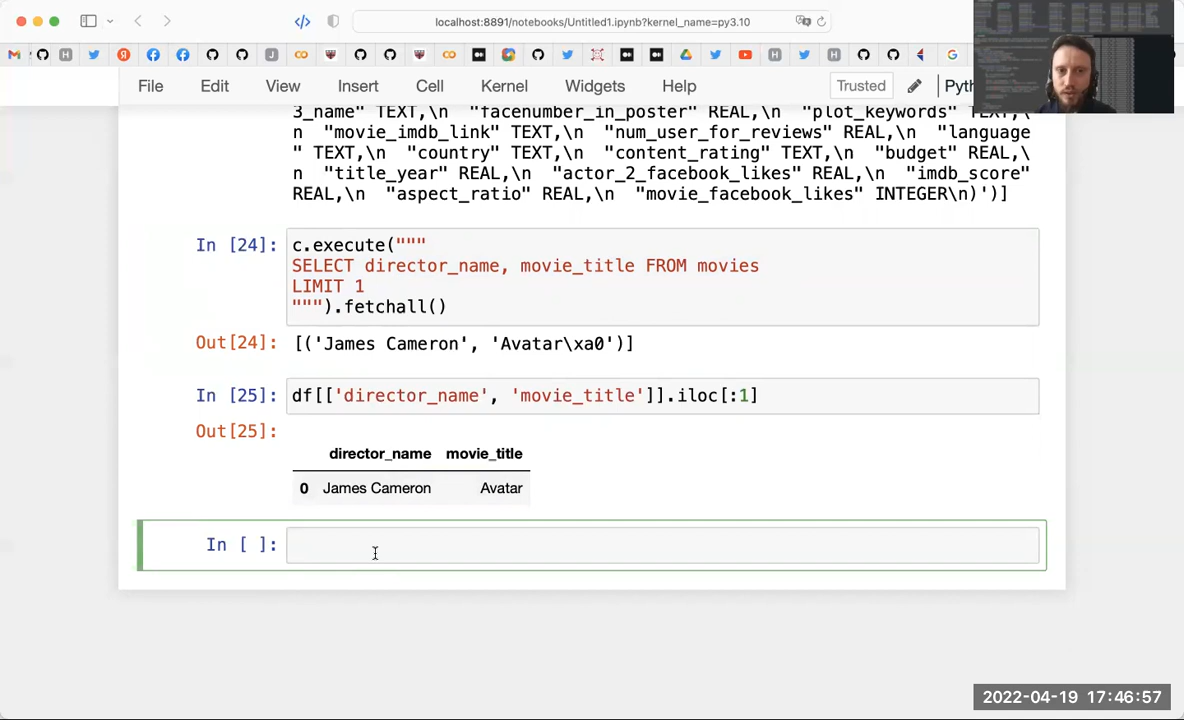 localhost:8891/notebooks/Untitled1.ipynb?kernel_name=py3.10
File Edit View Insert Cell Kernel Widgets Help Trusted Pyth
3_name" TEXT,\n "facenumber_in_poster" REAL,\n "plot_keywords" TEXT,\
n "movie_imdb_link" TEXT,\n "num_user_for_reviews" REAL,\n "language
" TEXT,\n "country" TEXT,\n "content_rating" TEXT,\n "budget" REAL,\
n "title_year" REAL,\n "actor_2_facebook_likes" REAL,\n "imdb_score"
REAL,\n "aspect_ratio" REAL,\n "movie_facebook_likes" INTEGER\n)')]
In [24]: c.execute("""
SELECT director_name, movie_title FROM movies
LIMIT 1
""").fetchall()
Out[24]: [('James Cameron', 'Avatar\xa0')]
In [25]: df[['director_name', 'movie_title']].iloc[:1]
Out[25]:
director_name movie_title
0 James Cameron Avatar
In [ ]:
2022-04-19 17:46:57